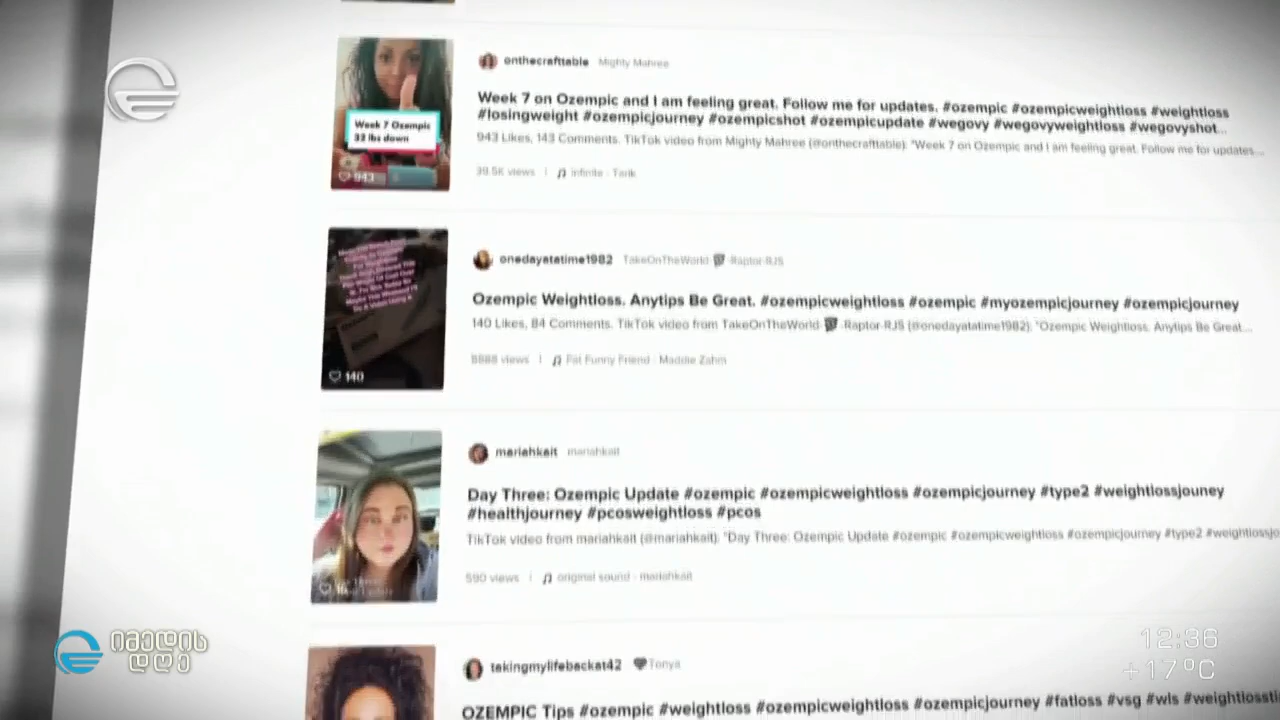 onthecrafttable Mighty Mahree
Week 7 on Ozempic and I am feeling great. Follow me for updates. #ozempic #ozempicweightloss #weightloss
#losingweight #ozempicjourney #ozempicshot #ozempicupdate #wegovy #wegovyweightloss #wegovyshot...
943 Likes, 143 Comments. TikTok video from Mighty Mahree (@onthecrafttable): "Week 7 on Ozempic and I am feeling great. Follow me for updates...
Week 7 Ozempic
32 lbs down
943
39.5K views | Infinite - Tarik
onedayatatime1982 TakeOnTheWorld Raptor-RJS
Ozempic Weightloss. Anytips Be Great. #ozempicweightloss #ozempic #myozempicjourney #ozempicjourney
140 Likes, 84 Comments. TikTok video from TakeOnTheWorld Raptor-RJS (@onedayatatime1982): "Ozempic Weightloss. Anytips Be Great...
views | Fat Funny Friend - Maddie Zahm
140
mariahkait mariahkait
Day Three: Ozempic Update #ozempic #ozempicweightloss #ozempicjourney #type2 #weightlossjouney
#healthjourney #pcosweightloss #pcos
TikTok video from mariahkait (@mariahkait): "Day Three: Ozempic Update #ozempic #ozempicweightloss #ozempicjourney #type2 #weightlossjo
590 views | original sound - mariahkait
takingmylifebackat42 Tonya
OZEMPIC Tips #ozempic #weightloss #ozempicjourney #fatloss #vsg #wls #weightlossti
იმედის
დღე
12:36
+17°C